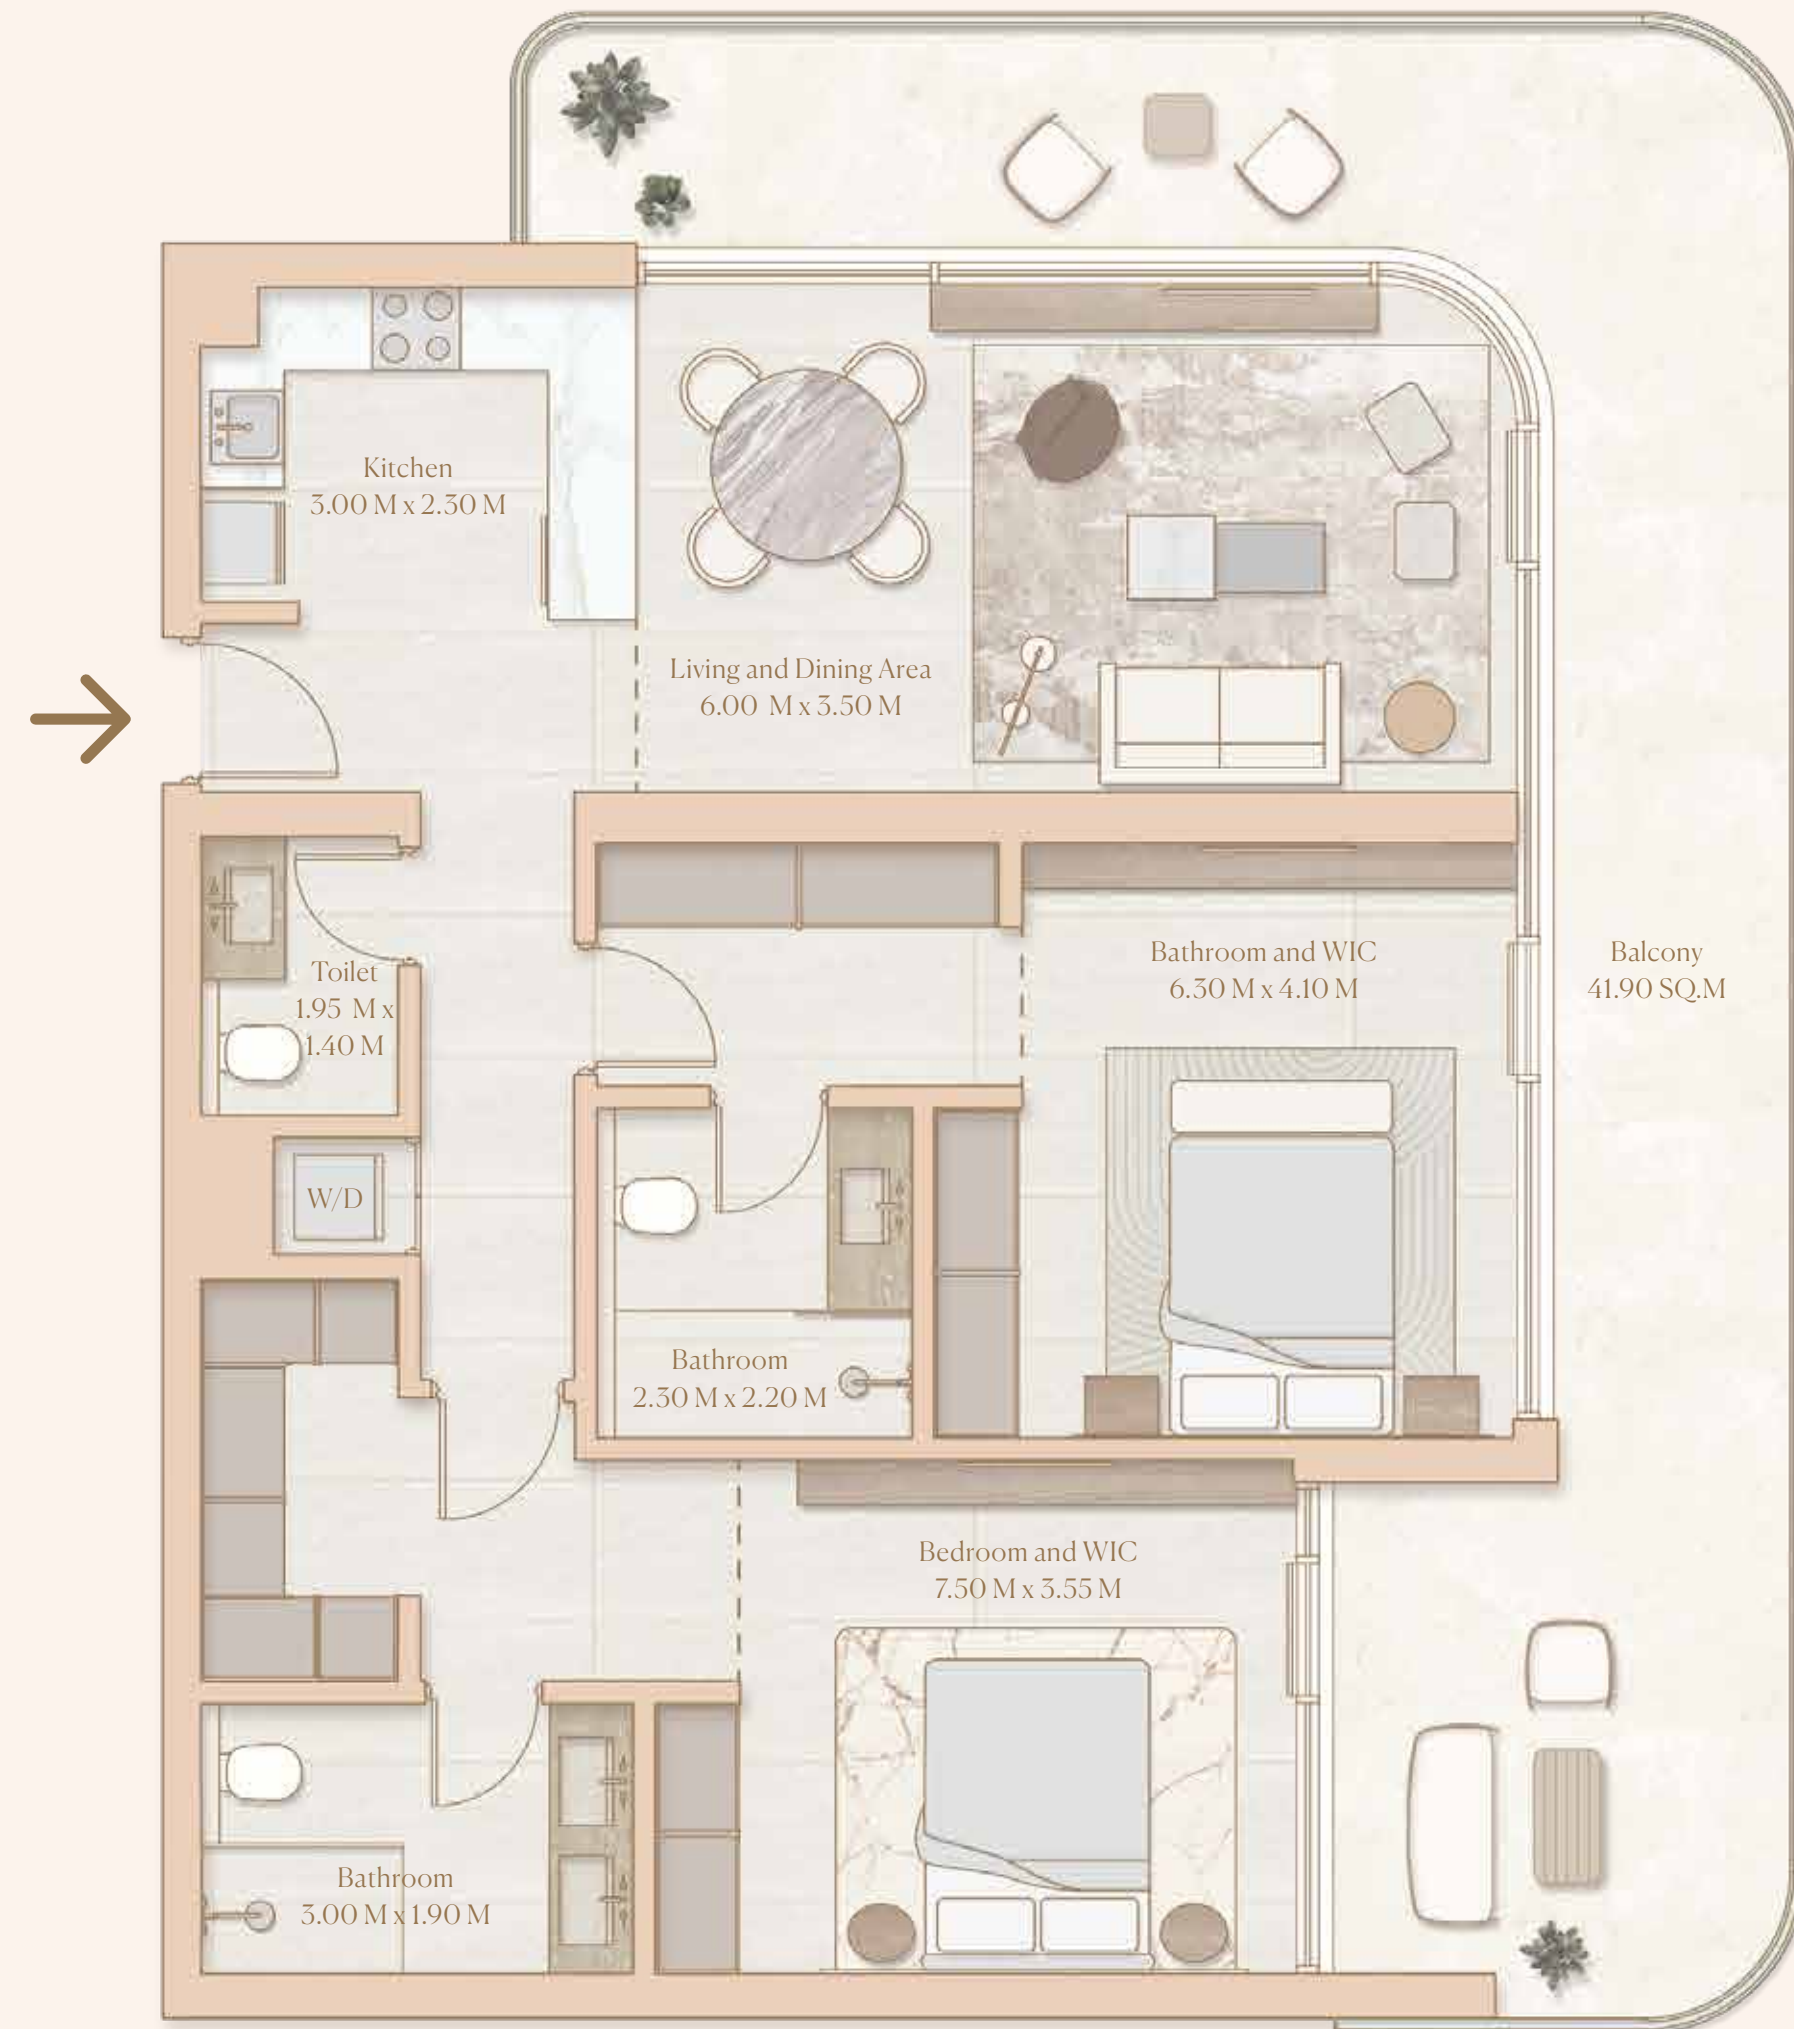 Kitchen
3.00 M x 2.30 M
Living and Dining Area
6.00 M x 3.50 M
Bathroom and WIC
6.30 M x 4.10 M
Balcony
41.90 SQ.M
Toilet
1.95 M x
1.40 M
W/D
Bathroom
2.30 M x 2.20 M
Bedroom and WIC
7.50 M x 3.55 M
Bathroom
3.00 M x 1.90 M